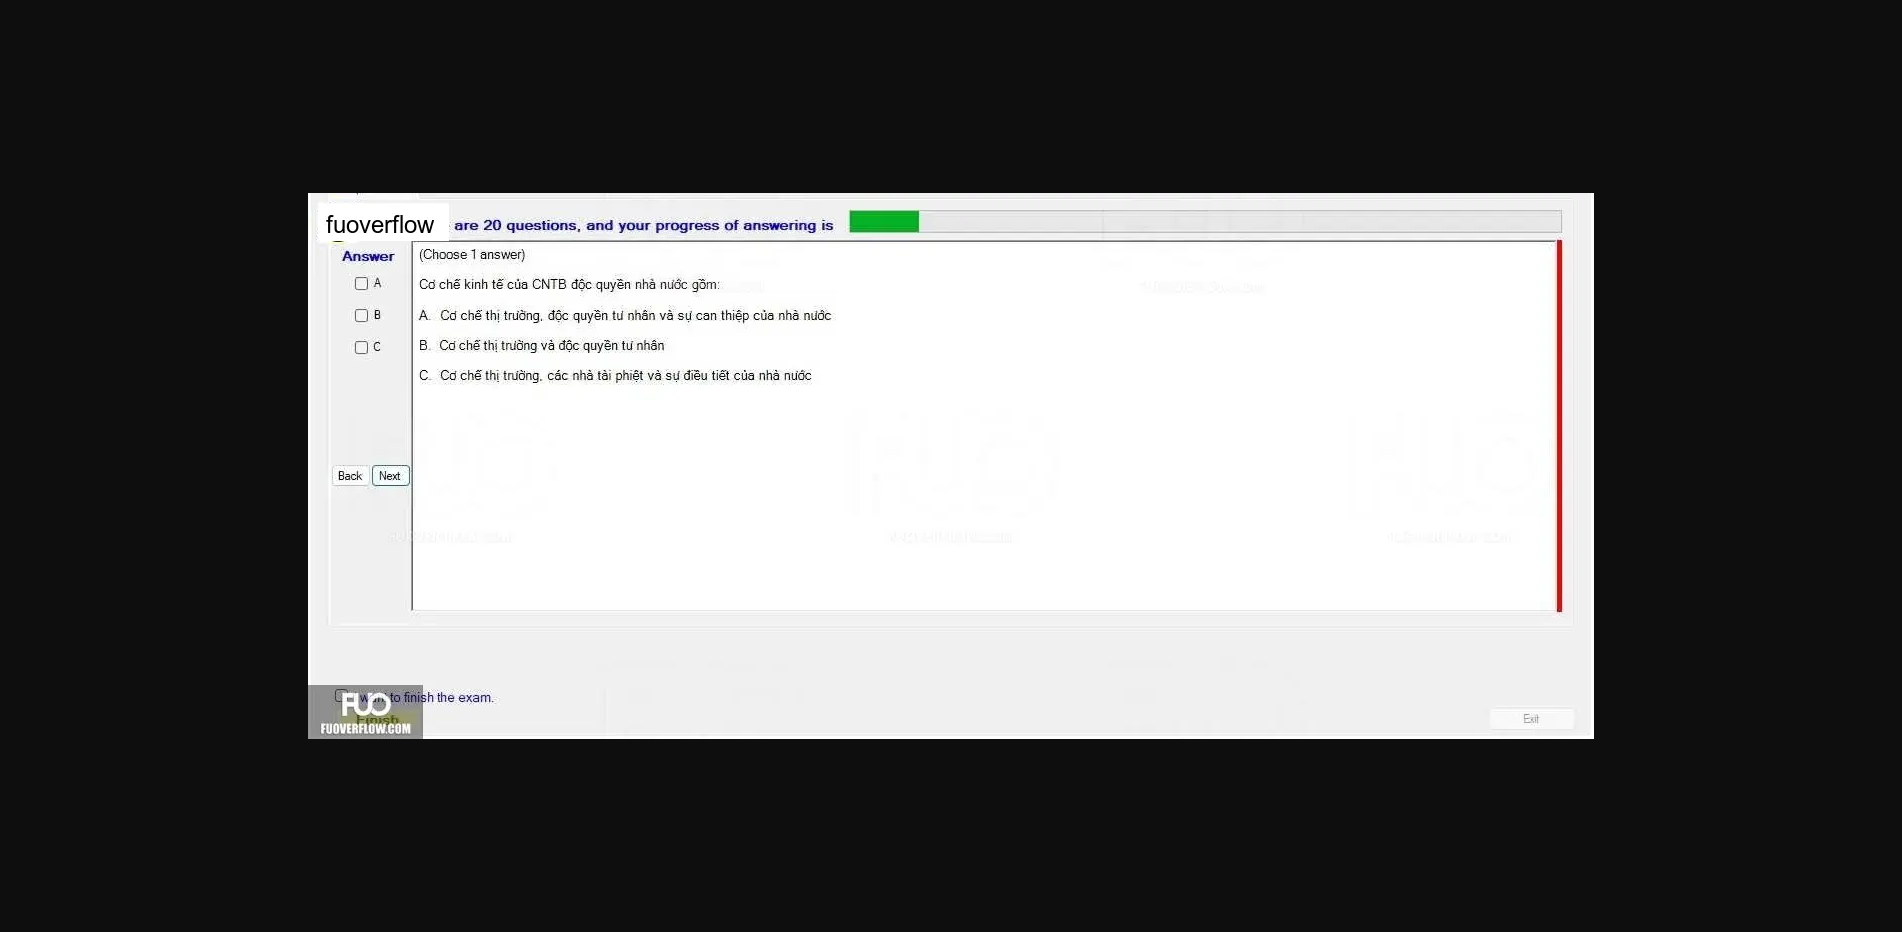 fuoverflow are 20 questions, and your progress of answering is
Answer
(Choose 1 answer)
A
Cơ chế kinh tế của CNTB độc quyền nhà nước gồm:
B
A. Cơ chế thị trường, độc quyền tư nhân và sự can thiệp của nhà nước
C
B. Cơ chế thị trường và độc quyền tư nhân
C. Cơ chế thị trường, các nhà tài phiệt và sự điều tiết của nhà nước
Back Next
want to finish the exam.
FUO
Finish
FUOVERFLOW.COM
Exit